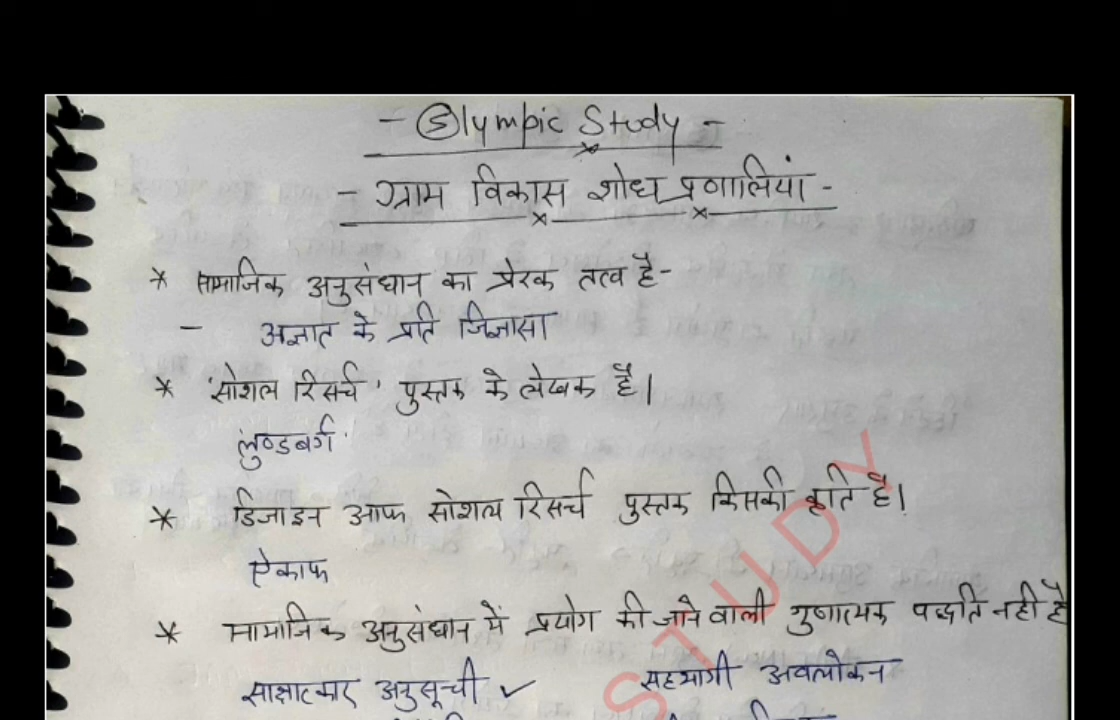 - Olympic Study -
- ग्राम विकास शोध प्रणालियां -
* सामाजिक अनुसंधान का प्रेरक तत्व है-
- अज्ञात के प्रति जिज्ञासा
* 'सोशल रिसर्च' पुस्तक के लेखक है।
लुण्डबर्ग
* डिजाइन आफ सोशल रिसर्च पुस्तक किसकी कृति है।
ऐकाफ
* सामाजिक अनुसंधान में प्रयोग की जाने वाली गुणात्मक पद्धति नही है
साक्षात्कार अनुसूची ✓ सहभागी अवलोकन
STUDY